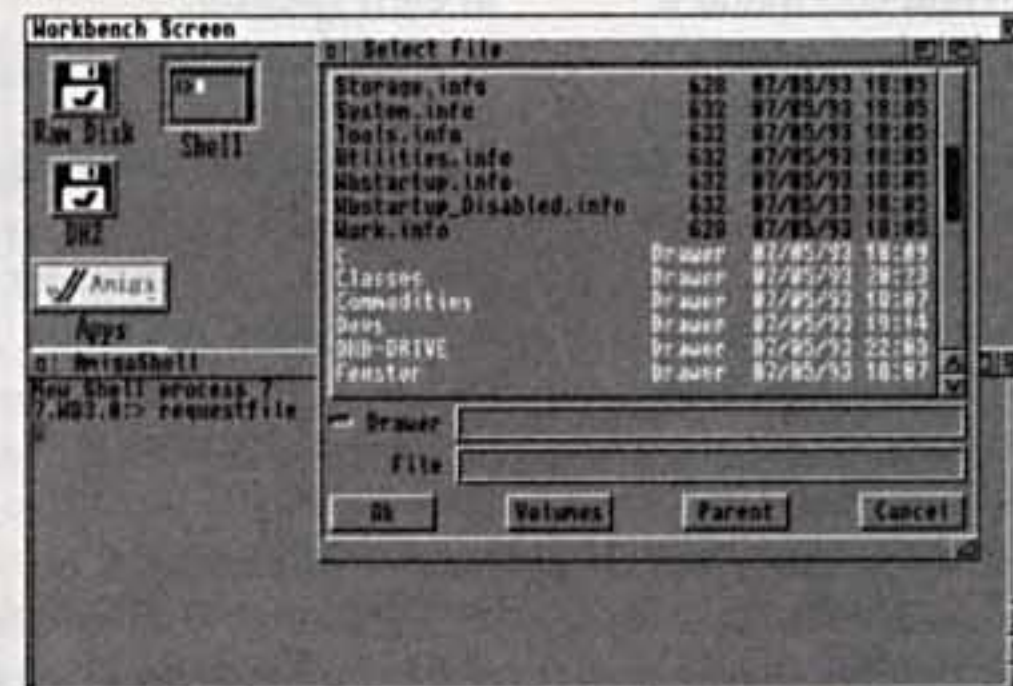 Workbench Screen
Select File
Ram Disk
Shell
DH2
Amiga
Apps
Storage.info 628 07/05/93 18:05
System.info 632 07/05/93 18:05
Tools.info 632 07/05/93 18:05
Utilities.info 632 07/05/93 18:05
Wbstartup.info 632 07/05/93 18:05
Wbstartup_Disabled.info 632 07/05/93 18:05
Work.info 628 07/05/93 18:05
c Drawer 07/05/93 18:09
Classes Drawer 07/05/93 20:23
Commodities Drawer 07/05/93 18:07
Devs Drawer 07/05/93 19:14
Drawer 07/05/93 22:03
Fenster Drawer 07/05/93 18:07
AmigaShell
New Shell process 7
7.WB3.0:> requestfile
Drawer
File
Ok Volumes Parent Cancel